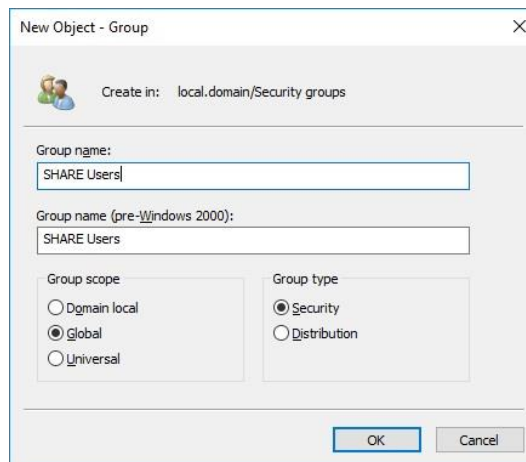 New Object - Group
Create in: local.domain/Security groups
Group name:
SHARE Users
Group name (pre-Windows 2000):
SHARE Users
Group scope
Domain local
Global
Universal
Group type
Security
Distribution
OK
Cancel